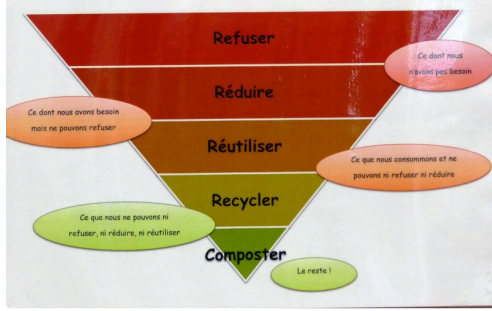 Refuser
Ce dont nous
n'avons pas besoin
Réduire
Ce dont nous avons besoin
mais ne pouvons refuser
Réutiliser
Ce que nous consommons et ne
pouvons ni refuser ni réduire
Recycler
Ce que nous ne pouvons ni
refuser, ni réduire, ni réutiliser
Composter
Le reste !